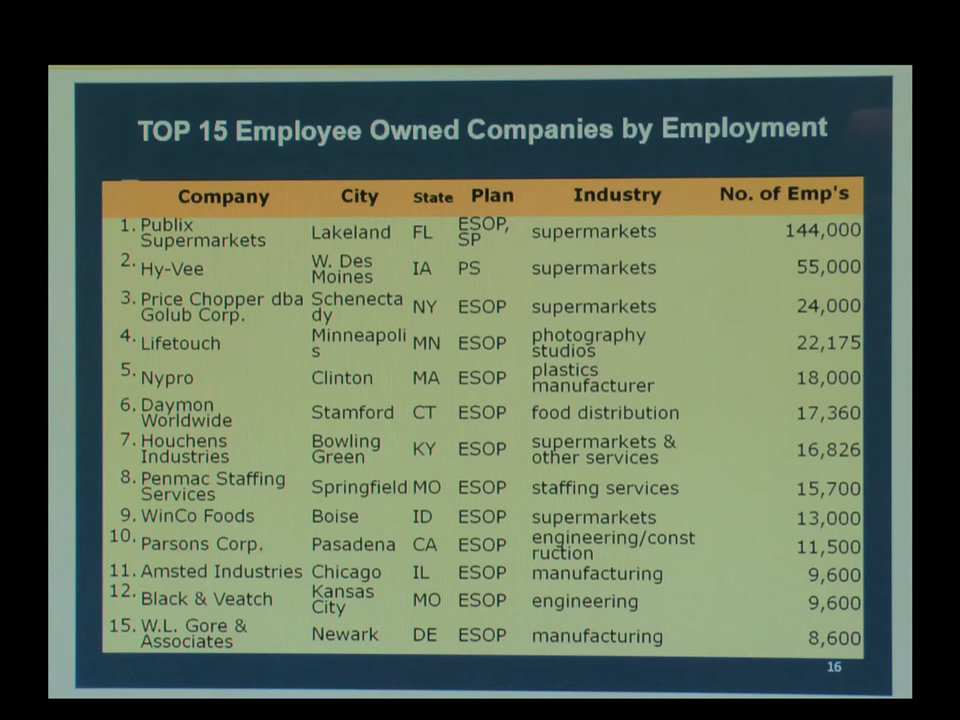 TOP 15 Employee Owned Companies by Employment
Company City State Plan Industry No. of Emp's
1. Publix Supermarkets Lakeland FL ESOP, SP supermarkets 144,000
2. Hy-Vee W. Des Moines IA PS supermarkets 55,000
3. Price Chopper dba Golub Corp. Schenectady NY ESOP supermarkets 24,000
4. Lifetouch Minneapolis MN ESOP photography studios 22,175
5. Nypro Clinton MA ESOP plastics manufacturer 18,000
6. Daymon Worldwide Stamford CT ESOP food distribution 17,360
7. Houchens Industries Bowling Green KY ESOP supermarkets & other services 16,826
8. Penmac Staffing Services Springfield MO ESOP staffing services 15,700
9. WinCo Foods Boise ID ESOP supermarkets 13,000
10. Parsons Corp. Pasadena CA ESOP engineering/construction 11,500
11. Amsted Industries Chicago IL ESOP manufacturing 9,600
12. Black & Veatch Kansas City MO ESOP engineering 9,600
15. W.L. Gore & Associates Newark DE ESOP manufacturing 8,600
16